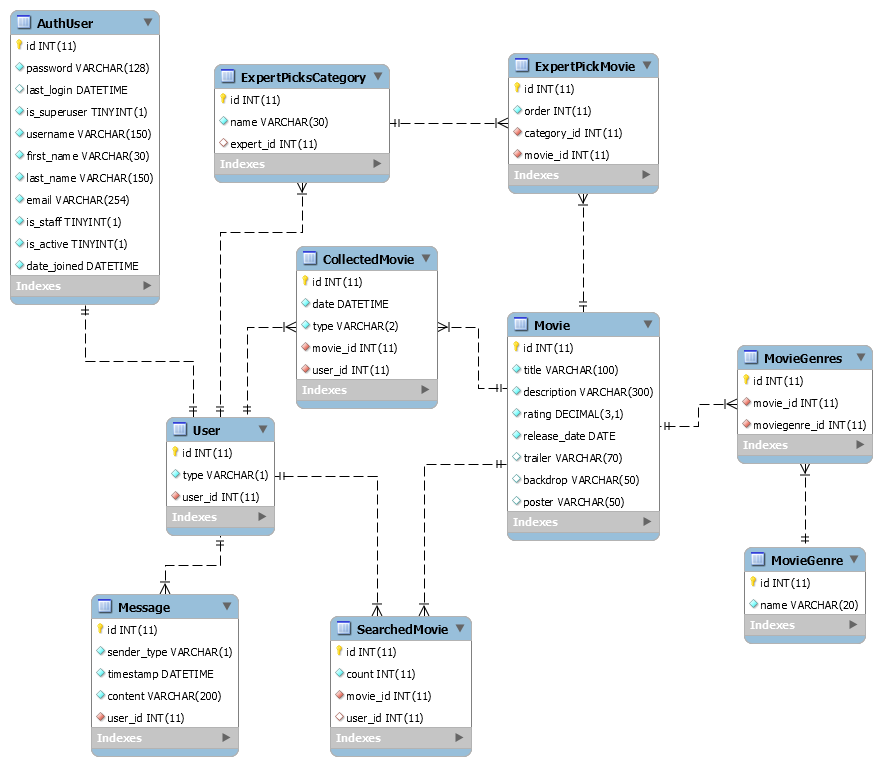 AuthUser
id INT(11)
password VARCHAR(128)
last_login DATETIME
is_superuser TINYINT(1)
username VARCHAR(150)
first_name VARCHAR(30)
last_name VARCHAR(150)
email VARCHAR(254)
is_staff TINYINT(1)
is_active TINYINT(1)
date_joined DATETIME
Indexes
ExpertPicksCategory
id INT(11)
name VARCHAR(30)
expert_id INT(11)
Indexes
ExpertPickMovie
id INT(11)
order INT(11)
category_id INT(11)
movie_id INT(11)
Indexes
CollectedMovie
id INT(11)
date DATETIME
type VARCHAR(2)
movie_id INT(11)
user_id INT(11)
Indexes
Movie
id INT(11)
title VARCHAR(100)
description VARCHAR(300)
rating DECIMAL(3,1)
release_date DATE
trailer VARCHAR(70)
backdrop VARCHAR(50)
poster VARCHAR(50)
Indexes
MovieGenres
id INT(11)
movie_id INT(11)
moviegenre_id INT(11)
Indexes
User
id INT(11)
type VARCHAR(1)
user_id INT(11)
Indexes
MovieGenre
id INT(11)
name VARCHAR(20)
Indexes
Message
id INT(11)
sender_type VARCHAR(1)
timestamp DATETIME
content VARCHAR(200)
user_id INT(11)
Indexes
SearchedMovie
id INT(11)
count INT(11)
movie_id INT(11)
user_id INT(11)
Indexes